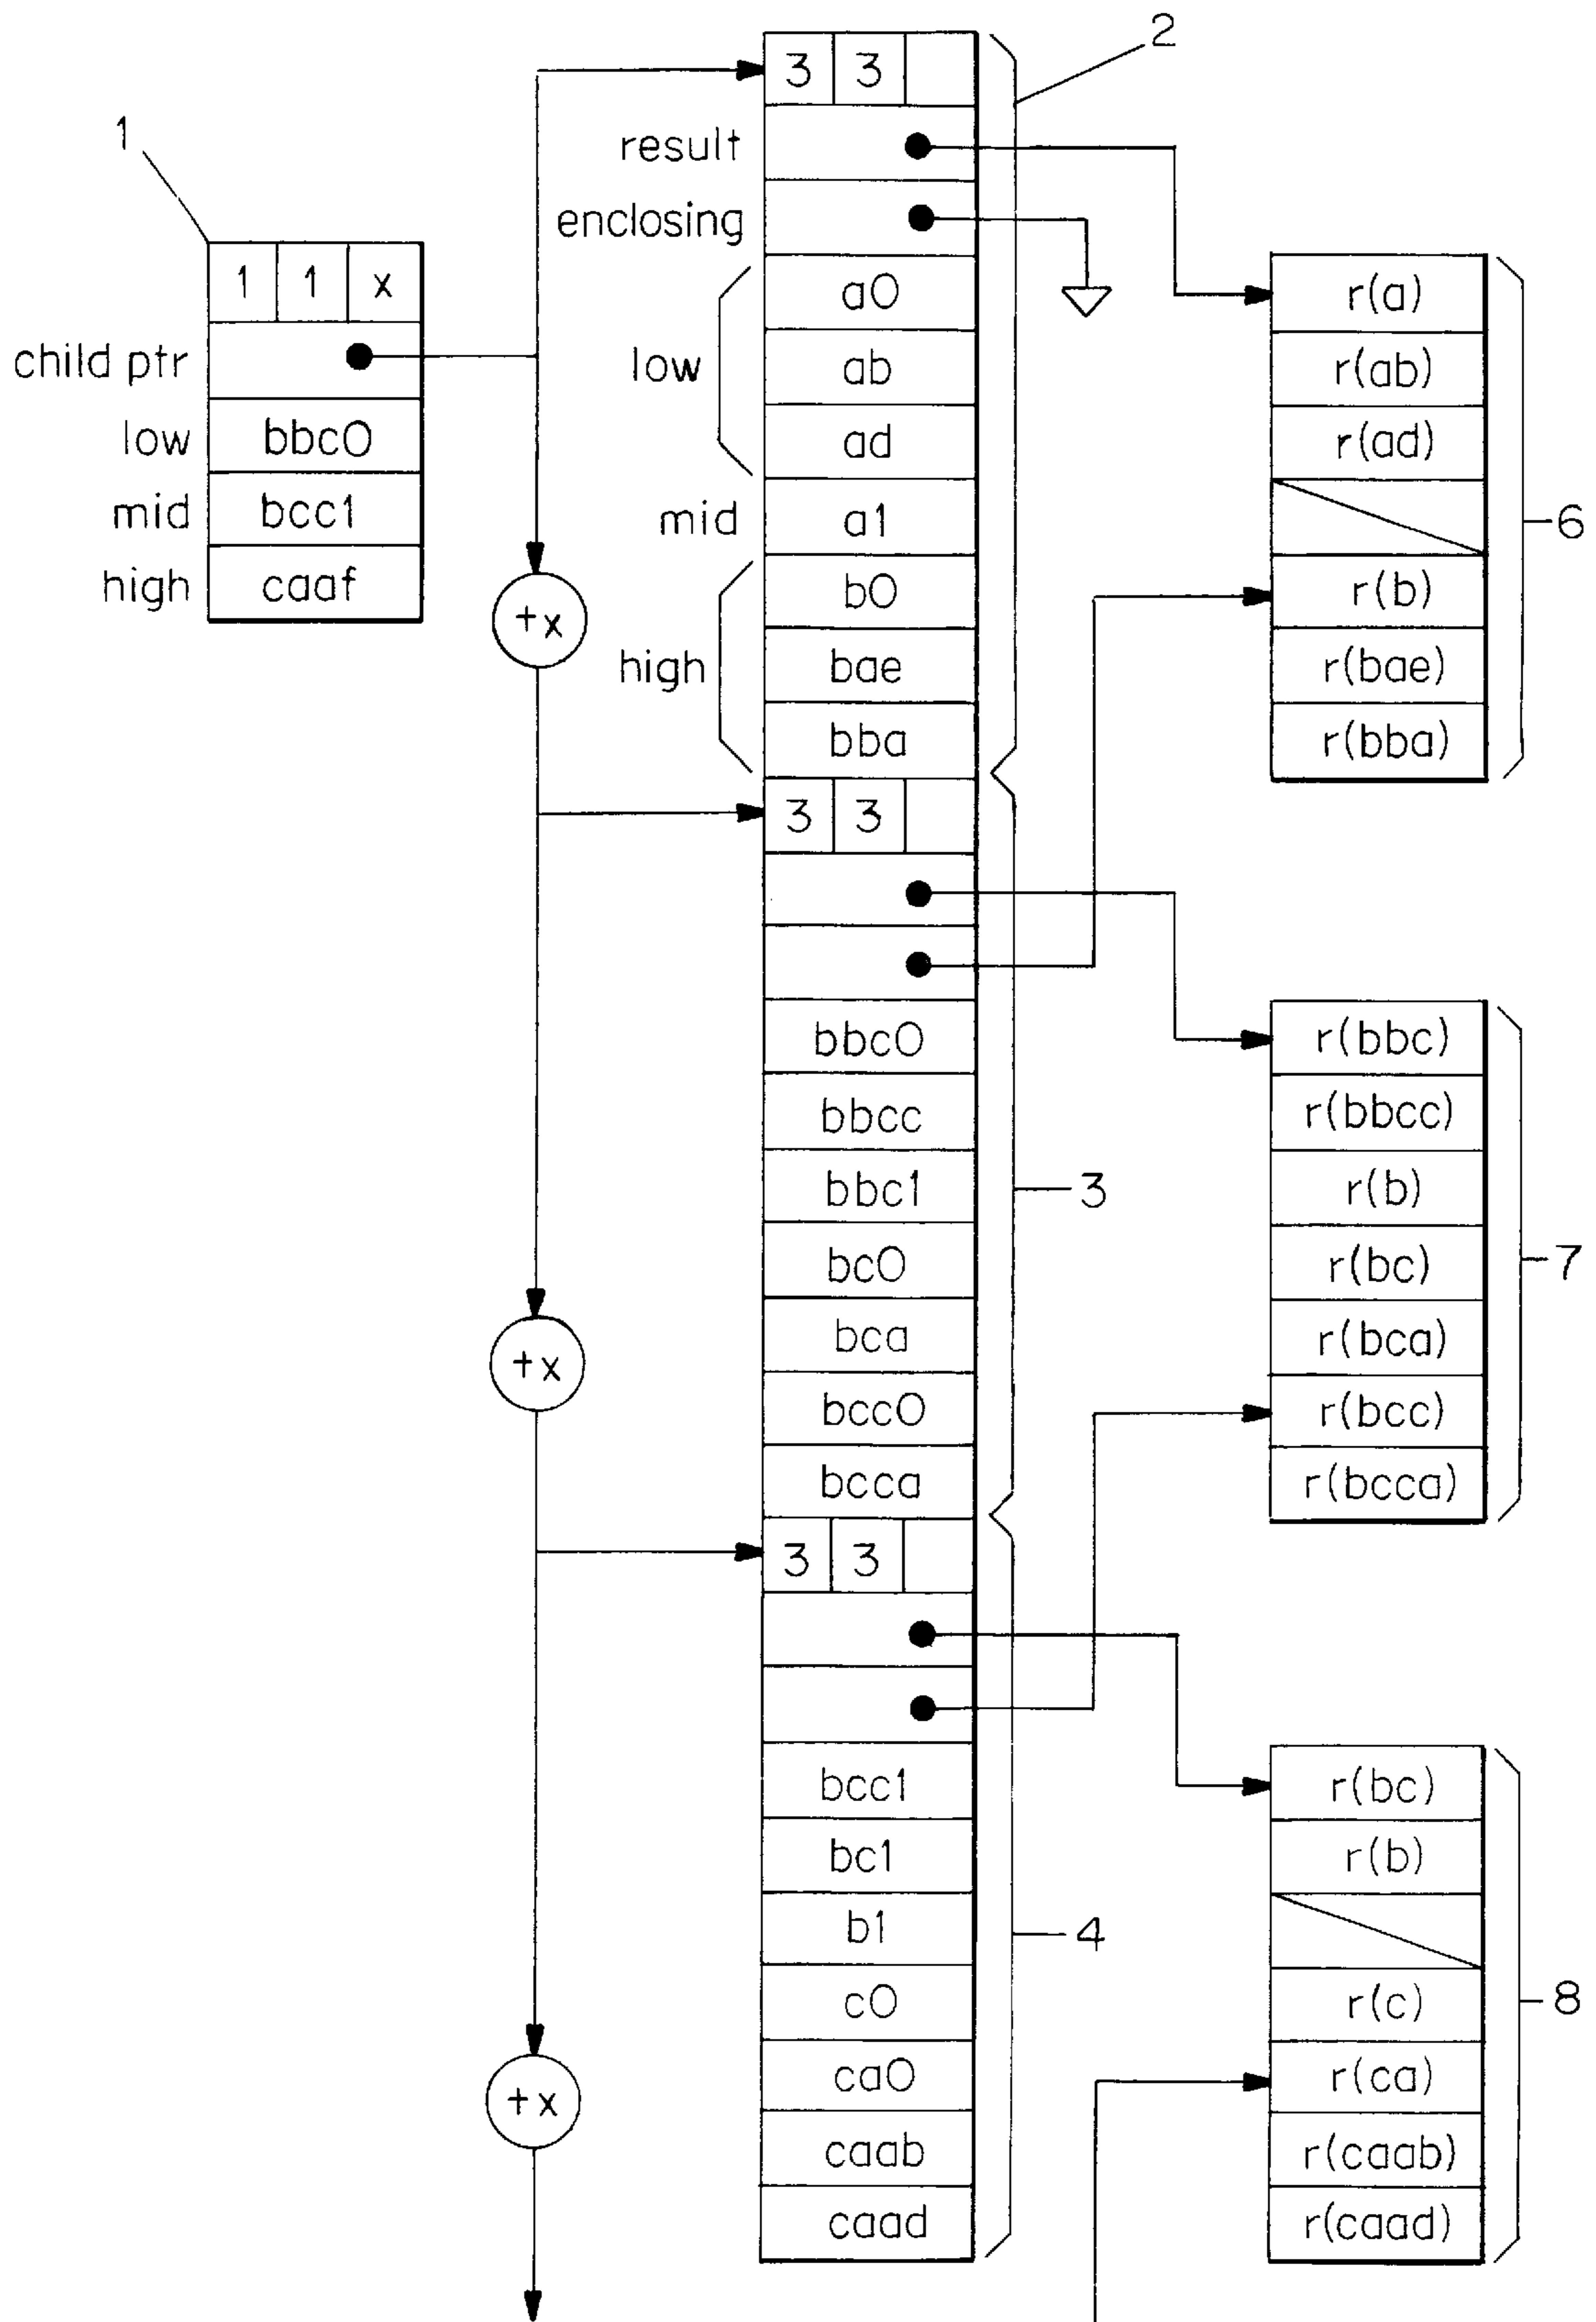 2
3 3
result
enclosing
low
a0
ab
ad
mid
a1
high
b0
bae
bba
1
1 1 x
child ptr
low
bbc0
mid
bcc1
high
caaf
+x
r(a)
r(ab)
r(ad)
r(b)
r(bae)
r(bba)
6
3 3
bbc0
bbcc
bbc1
bc0
bca
bcc0
bcca
3
+x
r(bbc)
r(bbcc)
r(b)
r(bc)
r(bca)
r(bcc)
r(bcca)
7
3 3
bcc1
bc1
b1
c0
ca0
caab
caad
4
+x
r(bc)
r(b)
r(c)
r(ca)
r(caab)
r(caad)
8